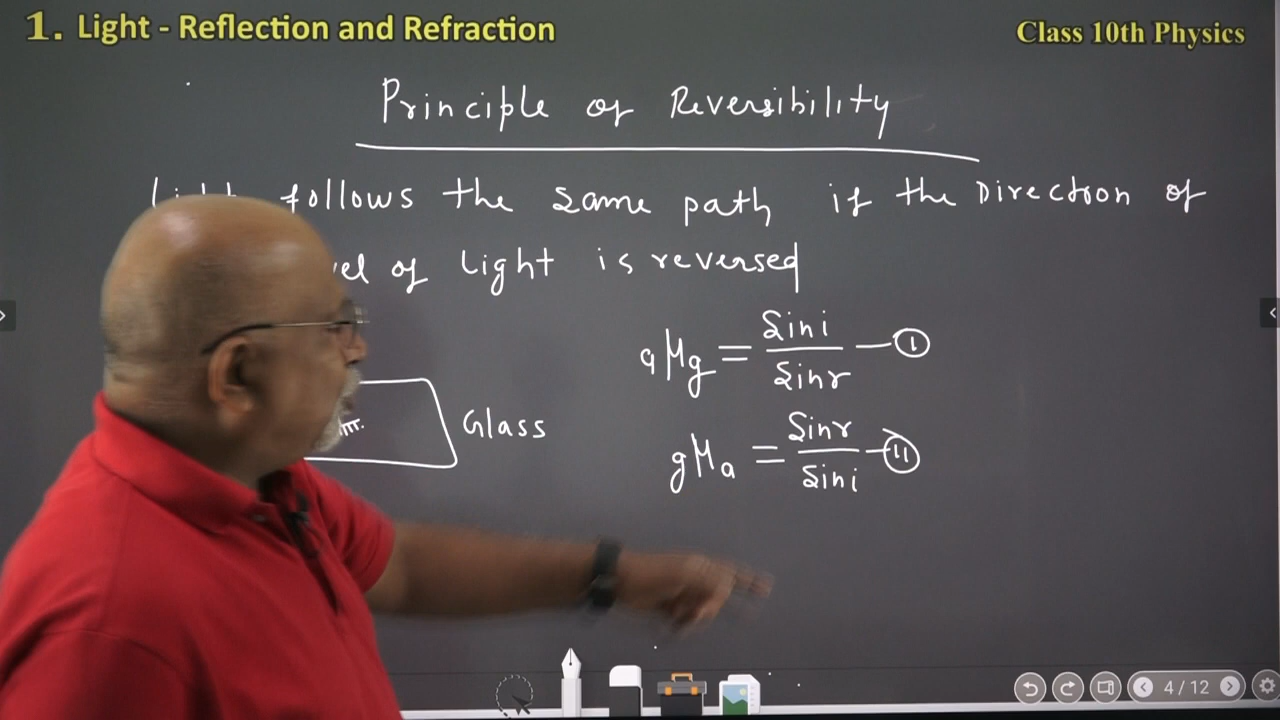 1. Light - Reflection and Refraction
Class 10th Physics
Principle of Reversibility
follows the same path if the Direction of
of light is reversed
Glass
aμg = Sini / Sinr — I
gμa = Sinr / Sini — II
4 / 12